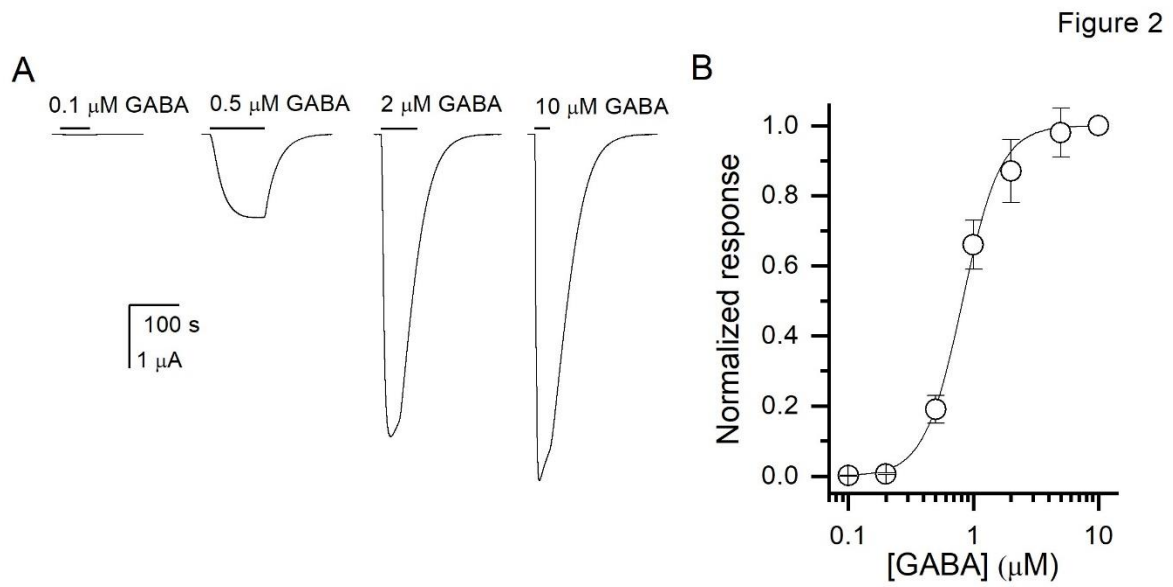 Figure 2
A
0.1 μM GABA
0.5 μM GABA
2 μM GABA
10 μM GABA
100 s
1 μA
B
Normalized response
1.0
0.8
0.6
0.4
0.2
0.0
0.1
1
10
[GABA] (μM)